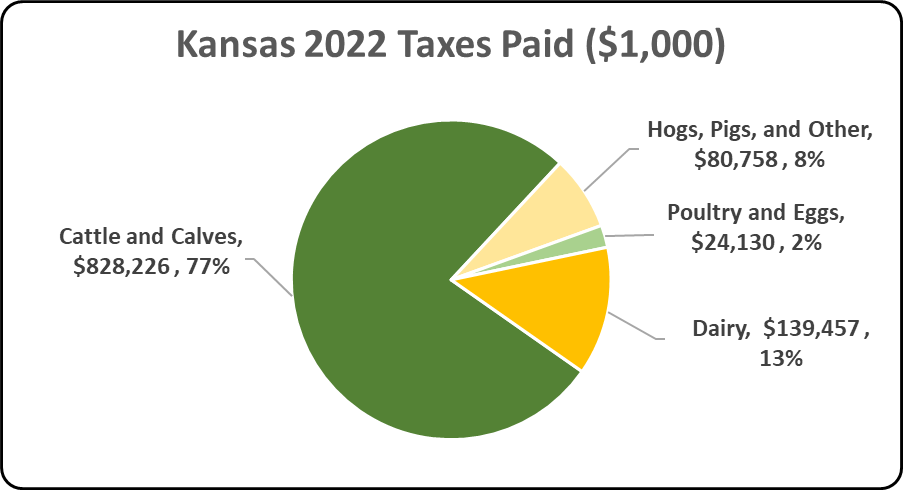 Kansas 2022 Taxes Paid ($1,000)
Hogs, Pigs, and Other,
$80,758 , 8%
Poultry and Eggs,
$24,130 , 2%
Cattle and Calves,
$828,226 , 77%
Dairy,  $139,457 ,
13%